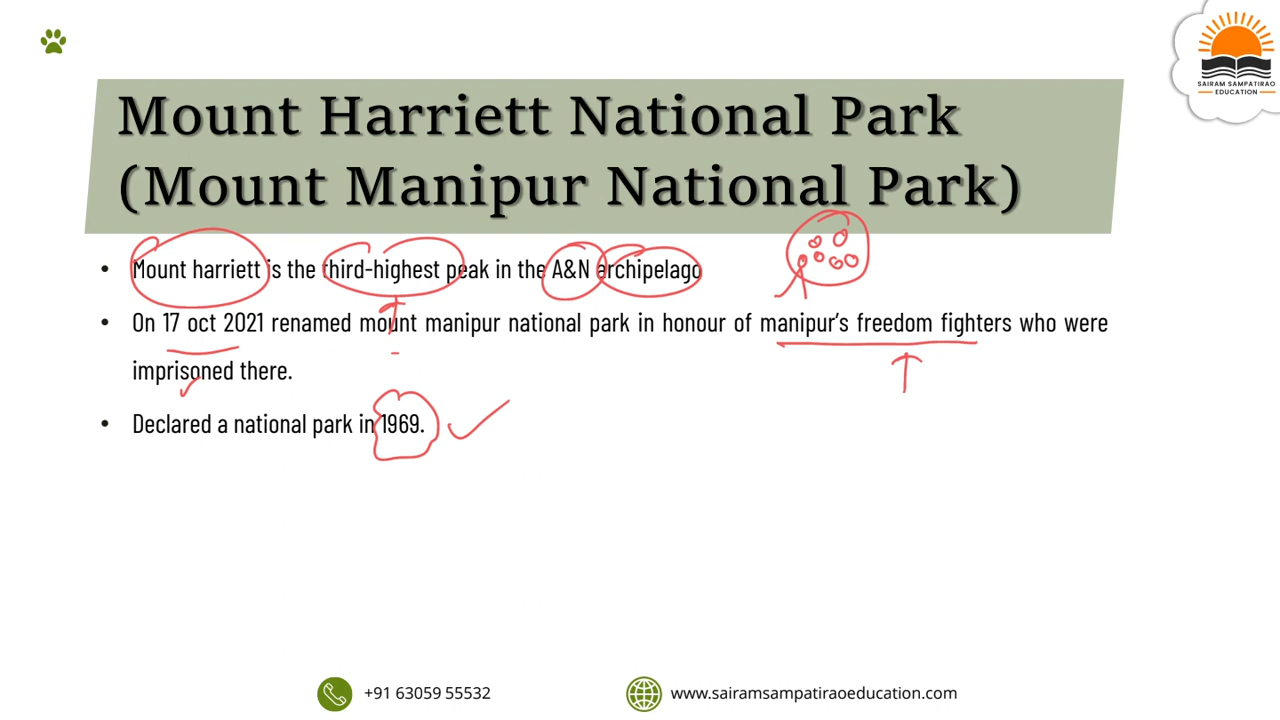 SAIRAM SAMPATIRAO
EDUCATION
Mount Harriett National Park
(Mount Manipur National Park)
• Mount harriett is the third-highest peak in the A&N archipelago
• On 17 oct 2021 renamed mount manipur national park in honour of manipur's freedom fighters who were
imprisoned there.
• Declared a national park in 1969.
+91 63059 55532
www.sairamsampatiraoeducation.com